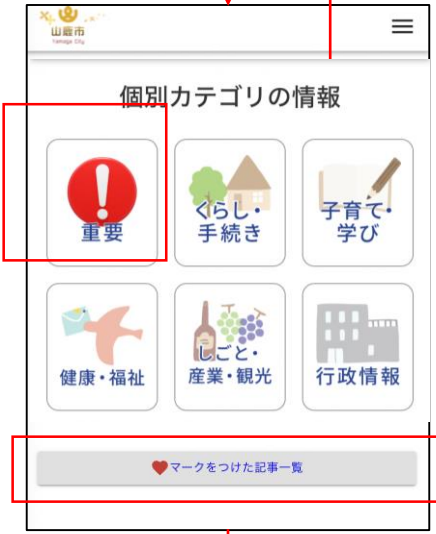 山鹿市
Yamaga City
個別カテゴリの情報
重要
くらし・
手続き
子育て・
学び
健康・福祉
しごと・
産業・観光
行政情報
マークをつけた記事一覧